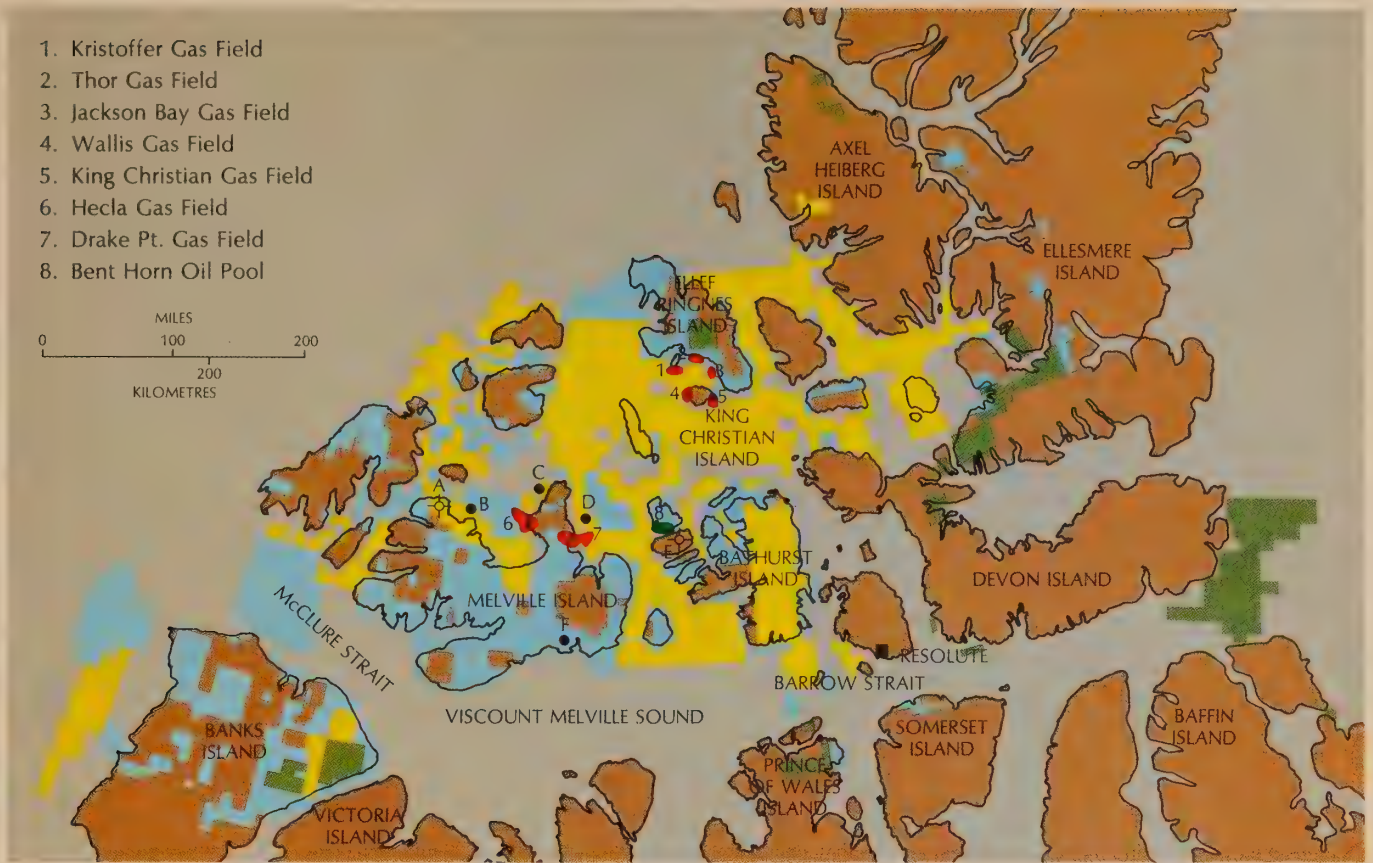 1. Kristoffer Gas Field
2. Thor Gas Field
3. Jackson Bay Gas Field
4. Wallis Gas Field
5. King Christian Gas Field
6. Hecla Gas Field
7. Drake Pt. Gas Field
8. Bent Horn Oil Pool
MILES
0 100 200
200
KILOMETRES
AXEL
HEIBERG
ISLAND
ELLESMERE
ISLAND
ELLEF
RINGNES
ISLAND
1
2
3
4
5
KING
CHRISTIAN
ISLAND
A
B
C
D
6
7
8
E
BATHURST
ISLAND
DEVON ISLAND
MELVILLE ISLAND
F
McCLURE STRAIT
RESOLUTE
BARROW STRAIT
VISCOUNT MELVILLE SOUND
BANKS
ISLAND
VICTORIA
ISLAND
PRINCE
OF WALES
ISLAND
SOMERSET
ISLAND
BAFFIN
ISLAND